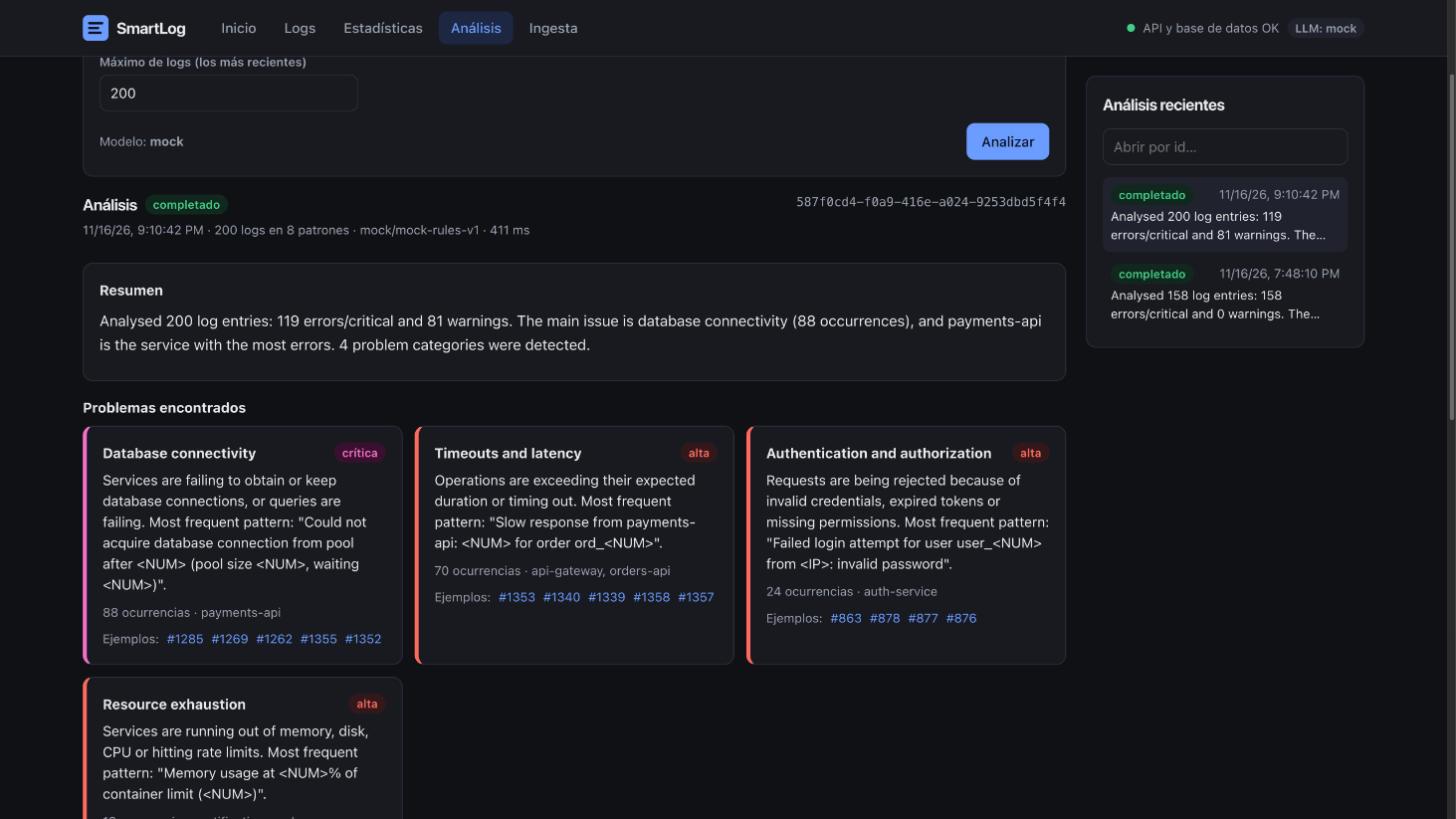 SmartLog
Inicio
Logs
Estadísticas
Análisis
Ingesta
API y base de datos OK
LLM: mock
Máximo de logs (los más recientes)
200
Modelo: mock
Analizar
Análisis completado
587f0cd4-f0a9-416e-a024-9253dbd5f4f4
11/16/26, 9:10:42 PM · 200 logs en 8 patrones · mock/mock-rules-v1 · 411 ms
Resumen
Analysed 200 log entries: 119 errors/critical and 81 warnings. The main issue is database connectivity (88 occurrences), and payments-api
is the service with the most errors. 4 problem categories were detected.
Problemas encontrados
Database connectivity
crítica
Services are failing to obtain or keep
database connections, or queries are
failing. Most frequent pattern: "Could not
acquire database connection from pool
after <NUM> (pool size <NUM>, waiting
<NUM>)".
88 ocurrencias · payments-api
Ejemplos: #1285 #1269 #1262 #1355 #1352
Timeouts and latency
alta
Operations are exceeding their expected
duration or timing out. Most frequent
pattern: "Slow response from payments-
api: <NUM> for order ord_<NUM>".
70 ocurrencias · api-gateway, orders-api
Ejemplos: #1353 #1340 #1339 #1358 #1357
Authentication and authorization
alta
Requests are being rejected because of
invalid credentials, expired tokens or
missing permissions. Most frequent pattern:
"Failed login attempt for user user_<NUM>
from <IP>: invalid password".
24 ocurrencias · auth-service
Ejemplos: #863 #878 #877 #876
Resource exhaustion
alta
Services are running out of memory, disk,
CPU or hitting rate limits. Most frequent
pattern: "Memory usage at <NUM>% of
container limit (<NUM>)".
Análisis recientes
Abrir por id...
completado
11/16/26, 9:10:42 PM
Analysed 200 log entries: 119
errors/critical and 81 warnings. The...
completado
11/16/26, 7:48:10 PM
Analysed 158 log entries: 158
errors/critical and 0 warnings. The...